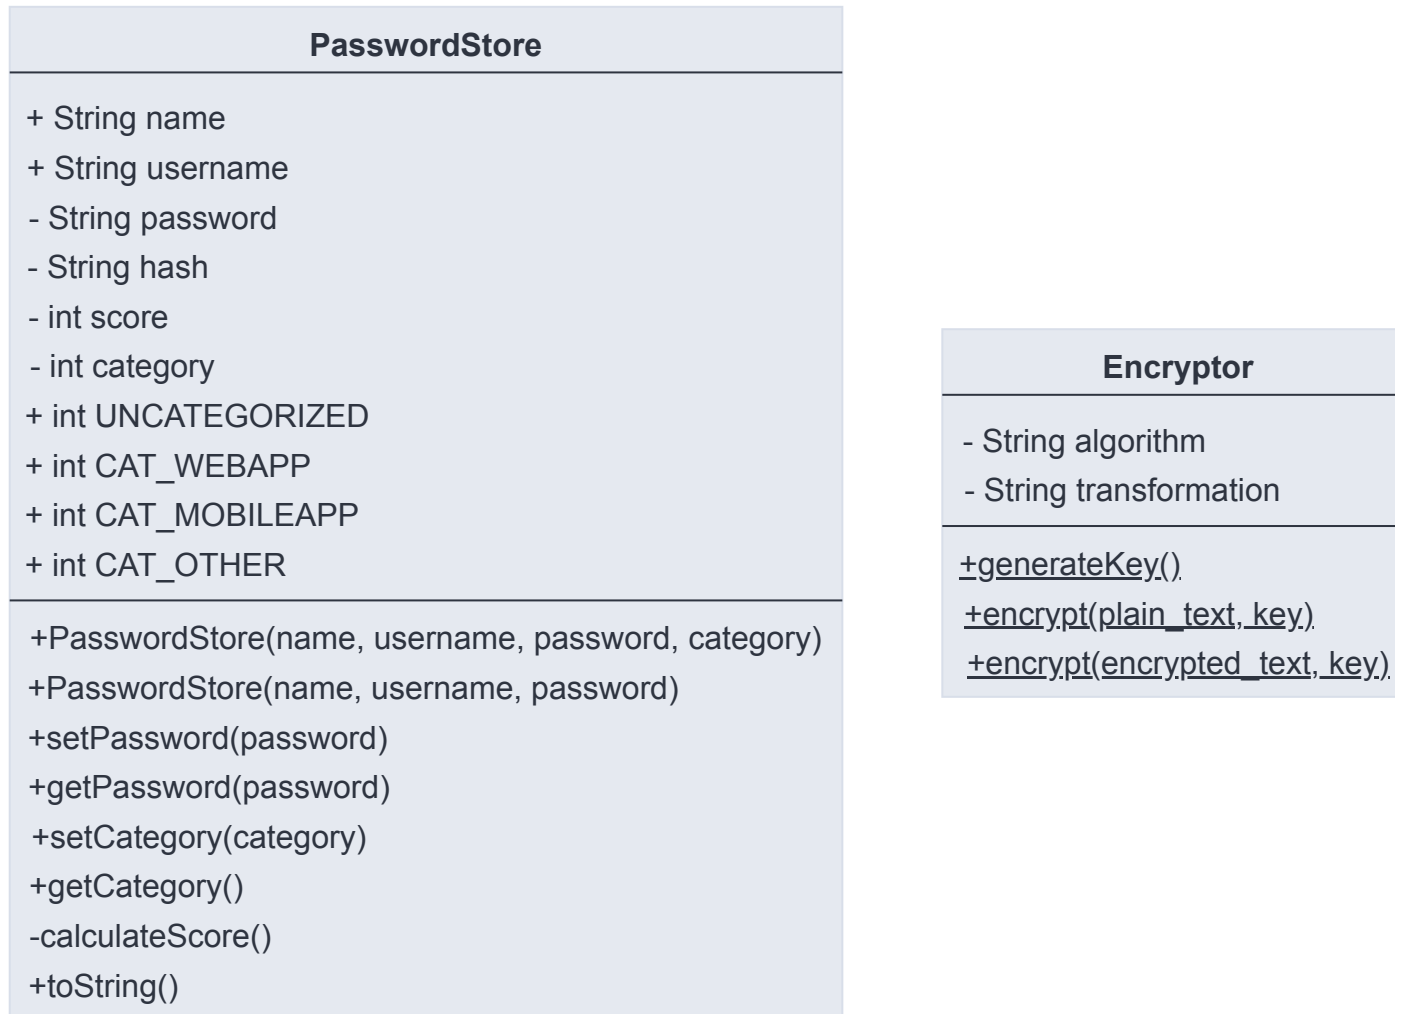 PasswordStore
+ String name
+ String username
- String password
- String hash
- int score
- int category
+ int UNCATEGORIZED
+ int CAT_WEBAPP
+ int CAT_MOBILEAPP
+ int CAT_OTHER
+PasswordStore(name, username, password, category)
+PasswordStore(name, username, password)
+setPassword(password)
+getPassword(password)
+setCategory(category)
+getCategory()
-calculateScore()
+toString()
Encryptor
- String algorithm
- String transformation
+generateKey()
+encrypt(plain_text, key)
+encrypt(encrypted_text, key)